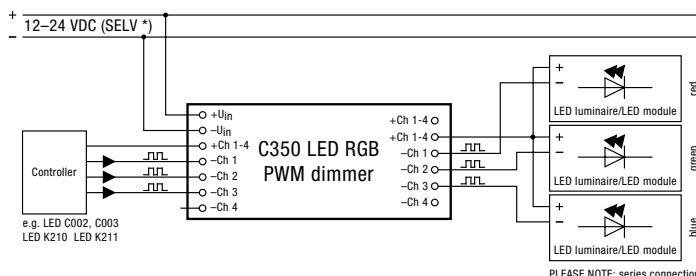 +
12–24 VDC (SELV *)
–
+Uin
–Uin
+Ch 1-4
–Ch 1
–Ch 2
–Ch 3
–Ch 4
C350 LED RGB
PWM dimmer
+Ch 1-4
+Ch 1-4
–Ch 1
–Ch 2
–Ch 3
–Ch 4
Controller
e.g. LED C002, C003
LED K210 LED K211
+
–
LED luminaire/LED module
red
+
–
LED luminaire/LED module
green
+
–
LED luminaire/LED module
blue
PLEASE NOTE: series connection